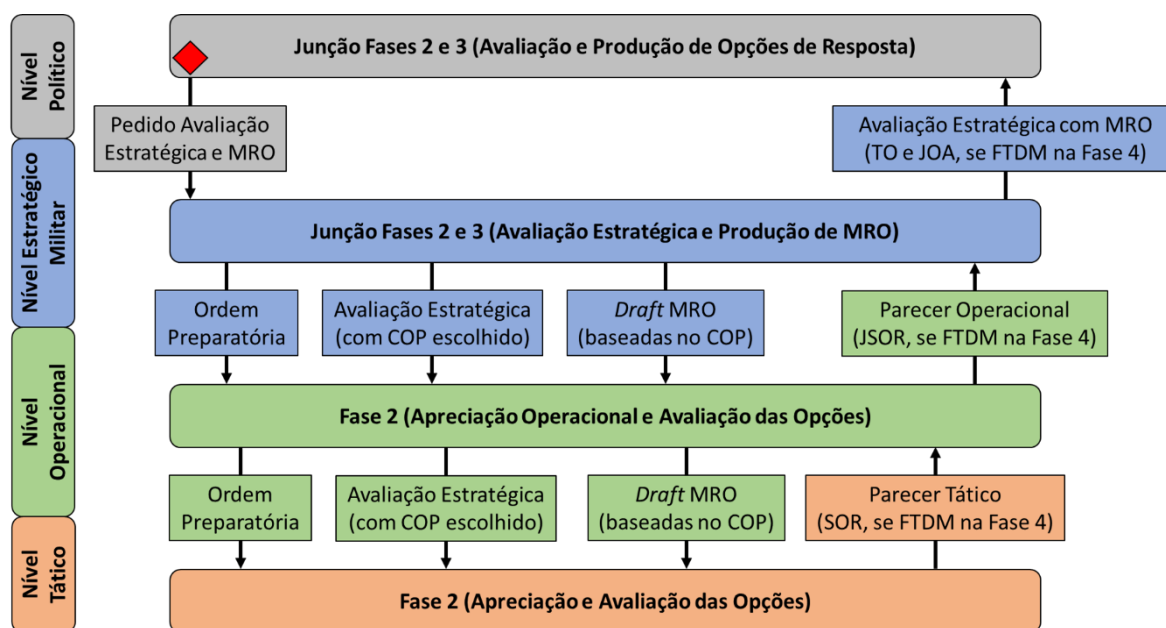 Nível
Político
Junção Fases 2 e 3 (Avaliação e Produção de Opções de Resposta)
Pedido Avaliação
Estratégica e MRO
Avaliação Estratégica com MRO
(TO e JOA, se FTDM na Fase 4)
Nível Estratégico
Militar
Junção Fases 2 e 3 (Avaliação Estratégica e Produção de MRO)
Ordem
Preparatória
Avaliação Estratégica
(com COP escolhido)
Draft MRO
(baseadas no COP)
Parecer Operacional
(JSOR, se FTDM na Fase 4)
Nível
Operacional
Fase 2 (Apreciação Operacional e Avaliação das Opções)
Ordem
Preparatória
Avaliação Estratégica
(com COP escolhido)
Draft MRO
(baseadas no COP)
Parecer Tático
(SOR, se FTDM na Fase 4)
Nível
Tático
Fase 2 (Apreciação e Avaliação das Opções)